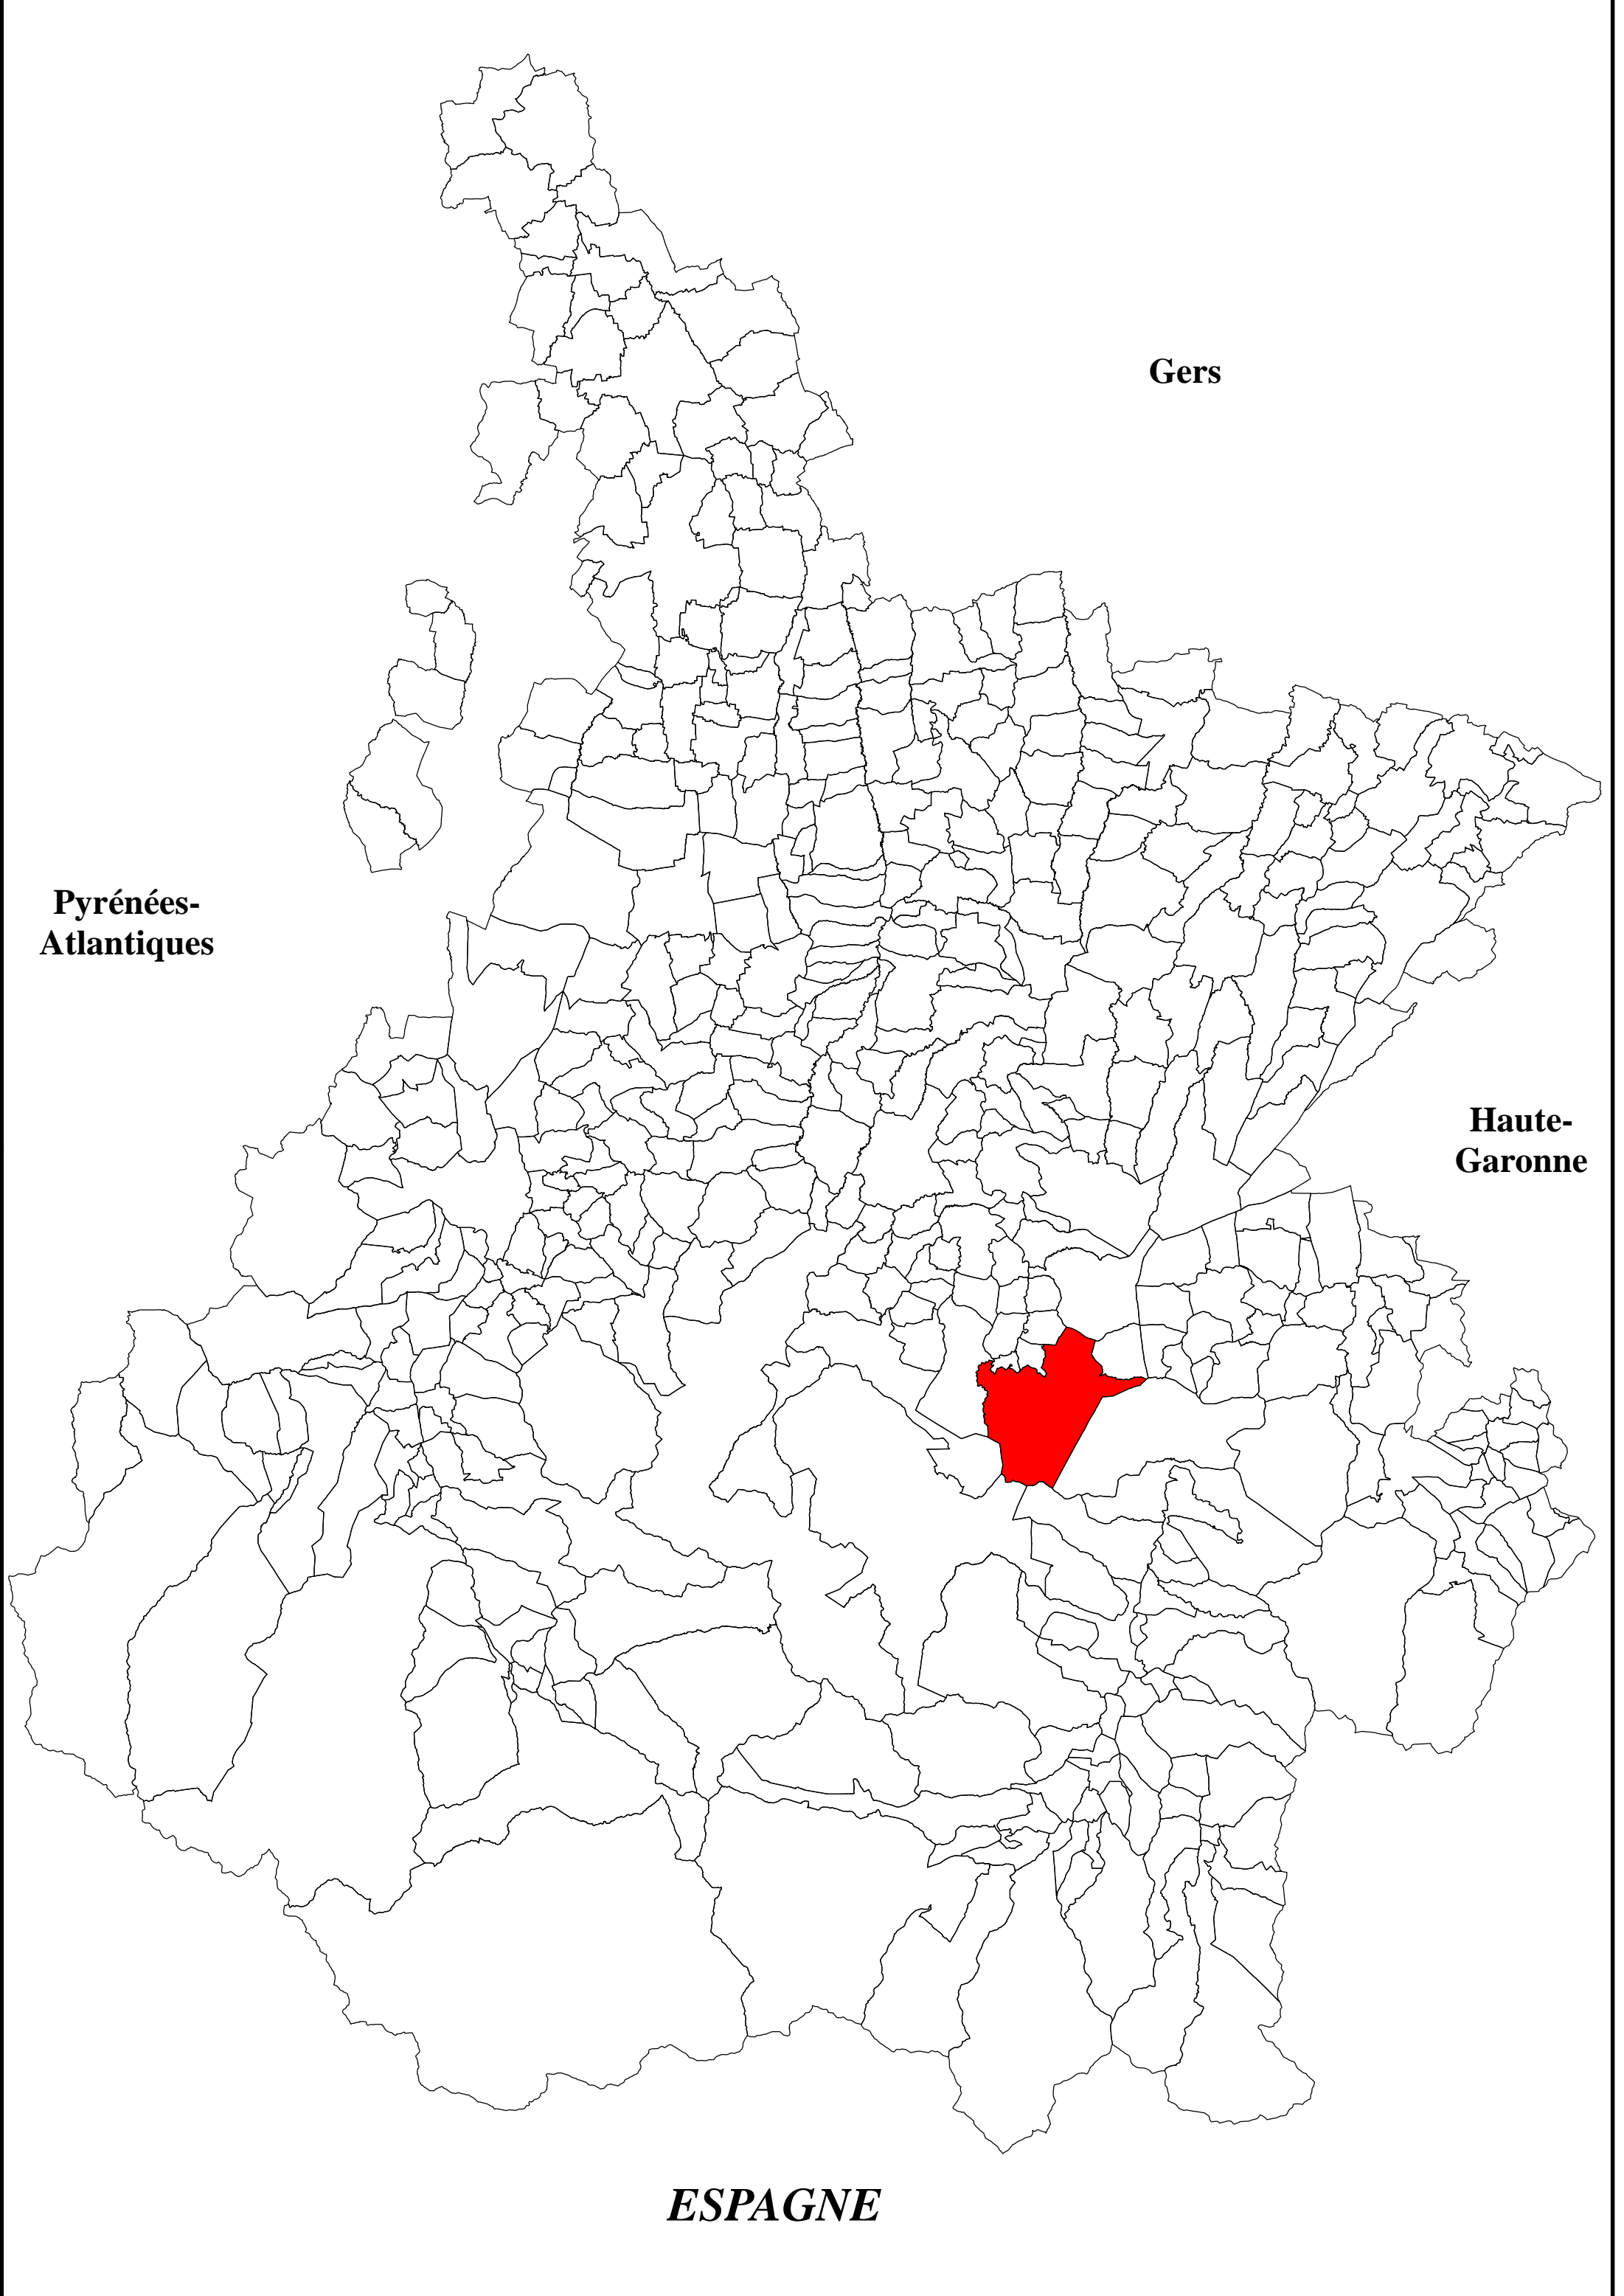 Gers
Pyrénées-
Atlantiques
Haute-
Garonne
ESPAGNE